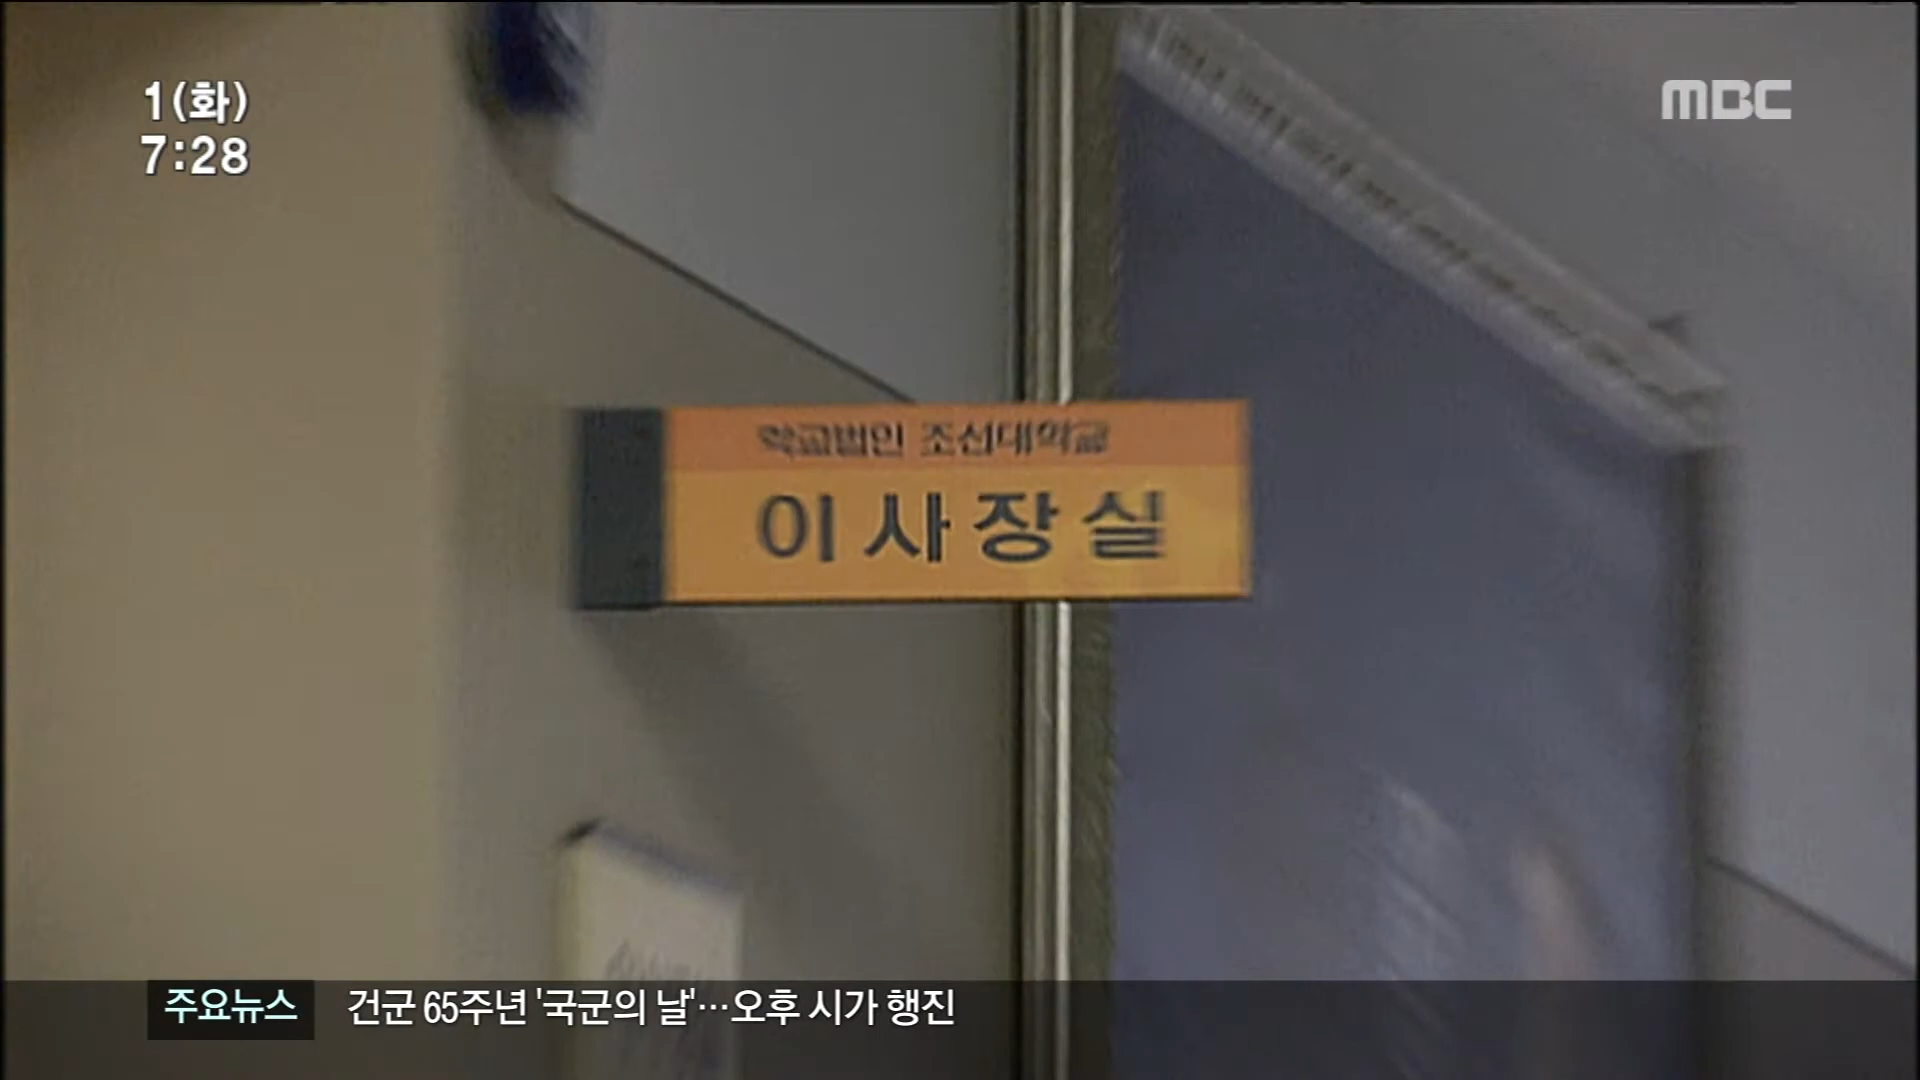 1(화)
7:28
MBC
학교법인 조선대학교
이사장실
주요뉴스 건군 65주년 '국군의 날'…오후 시가 행진